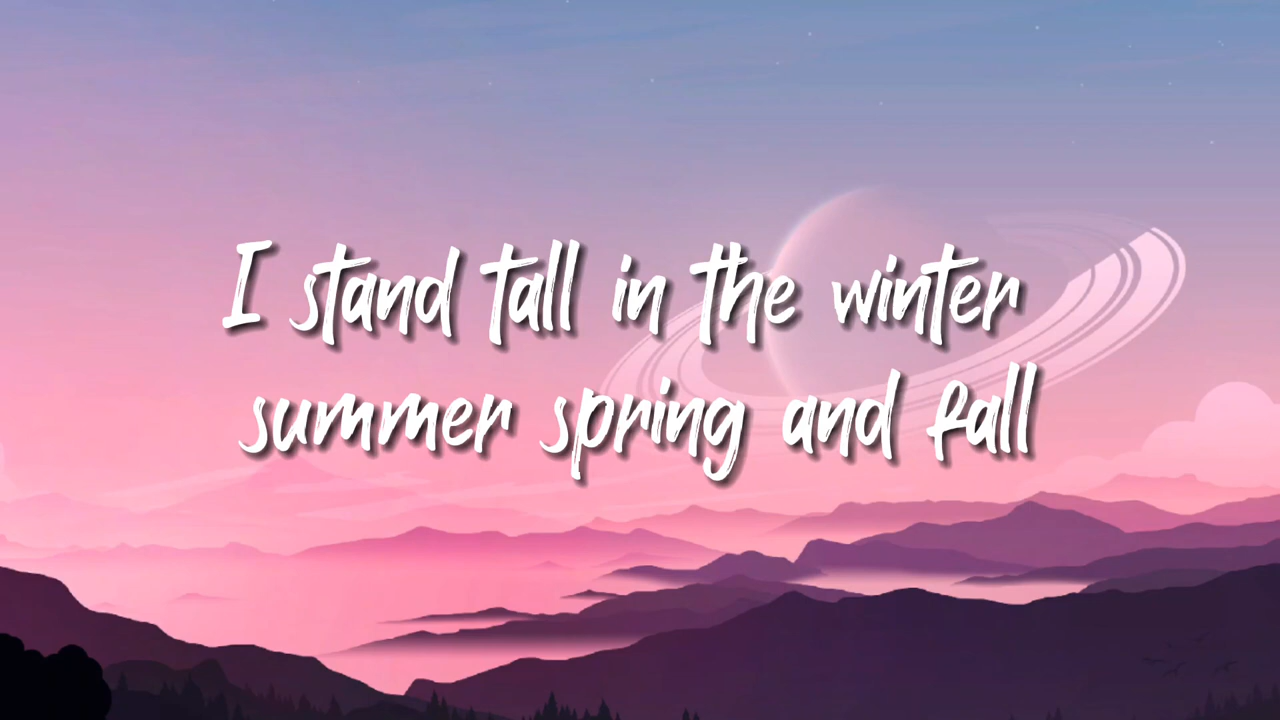 I stand tall in the winter
summer spring and fall